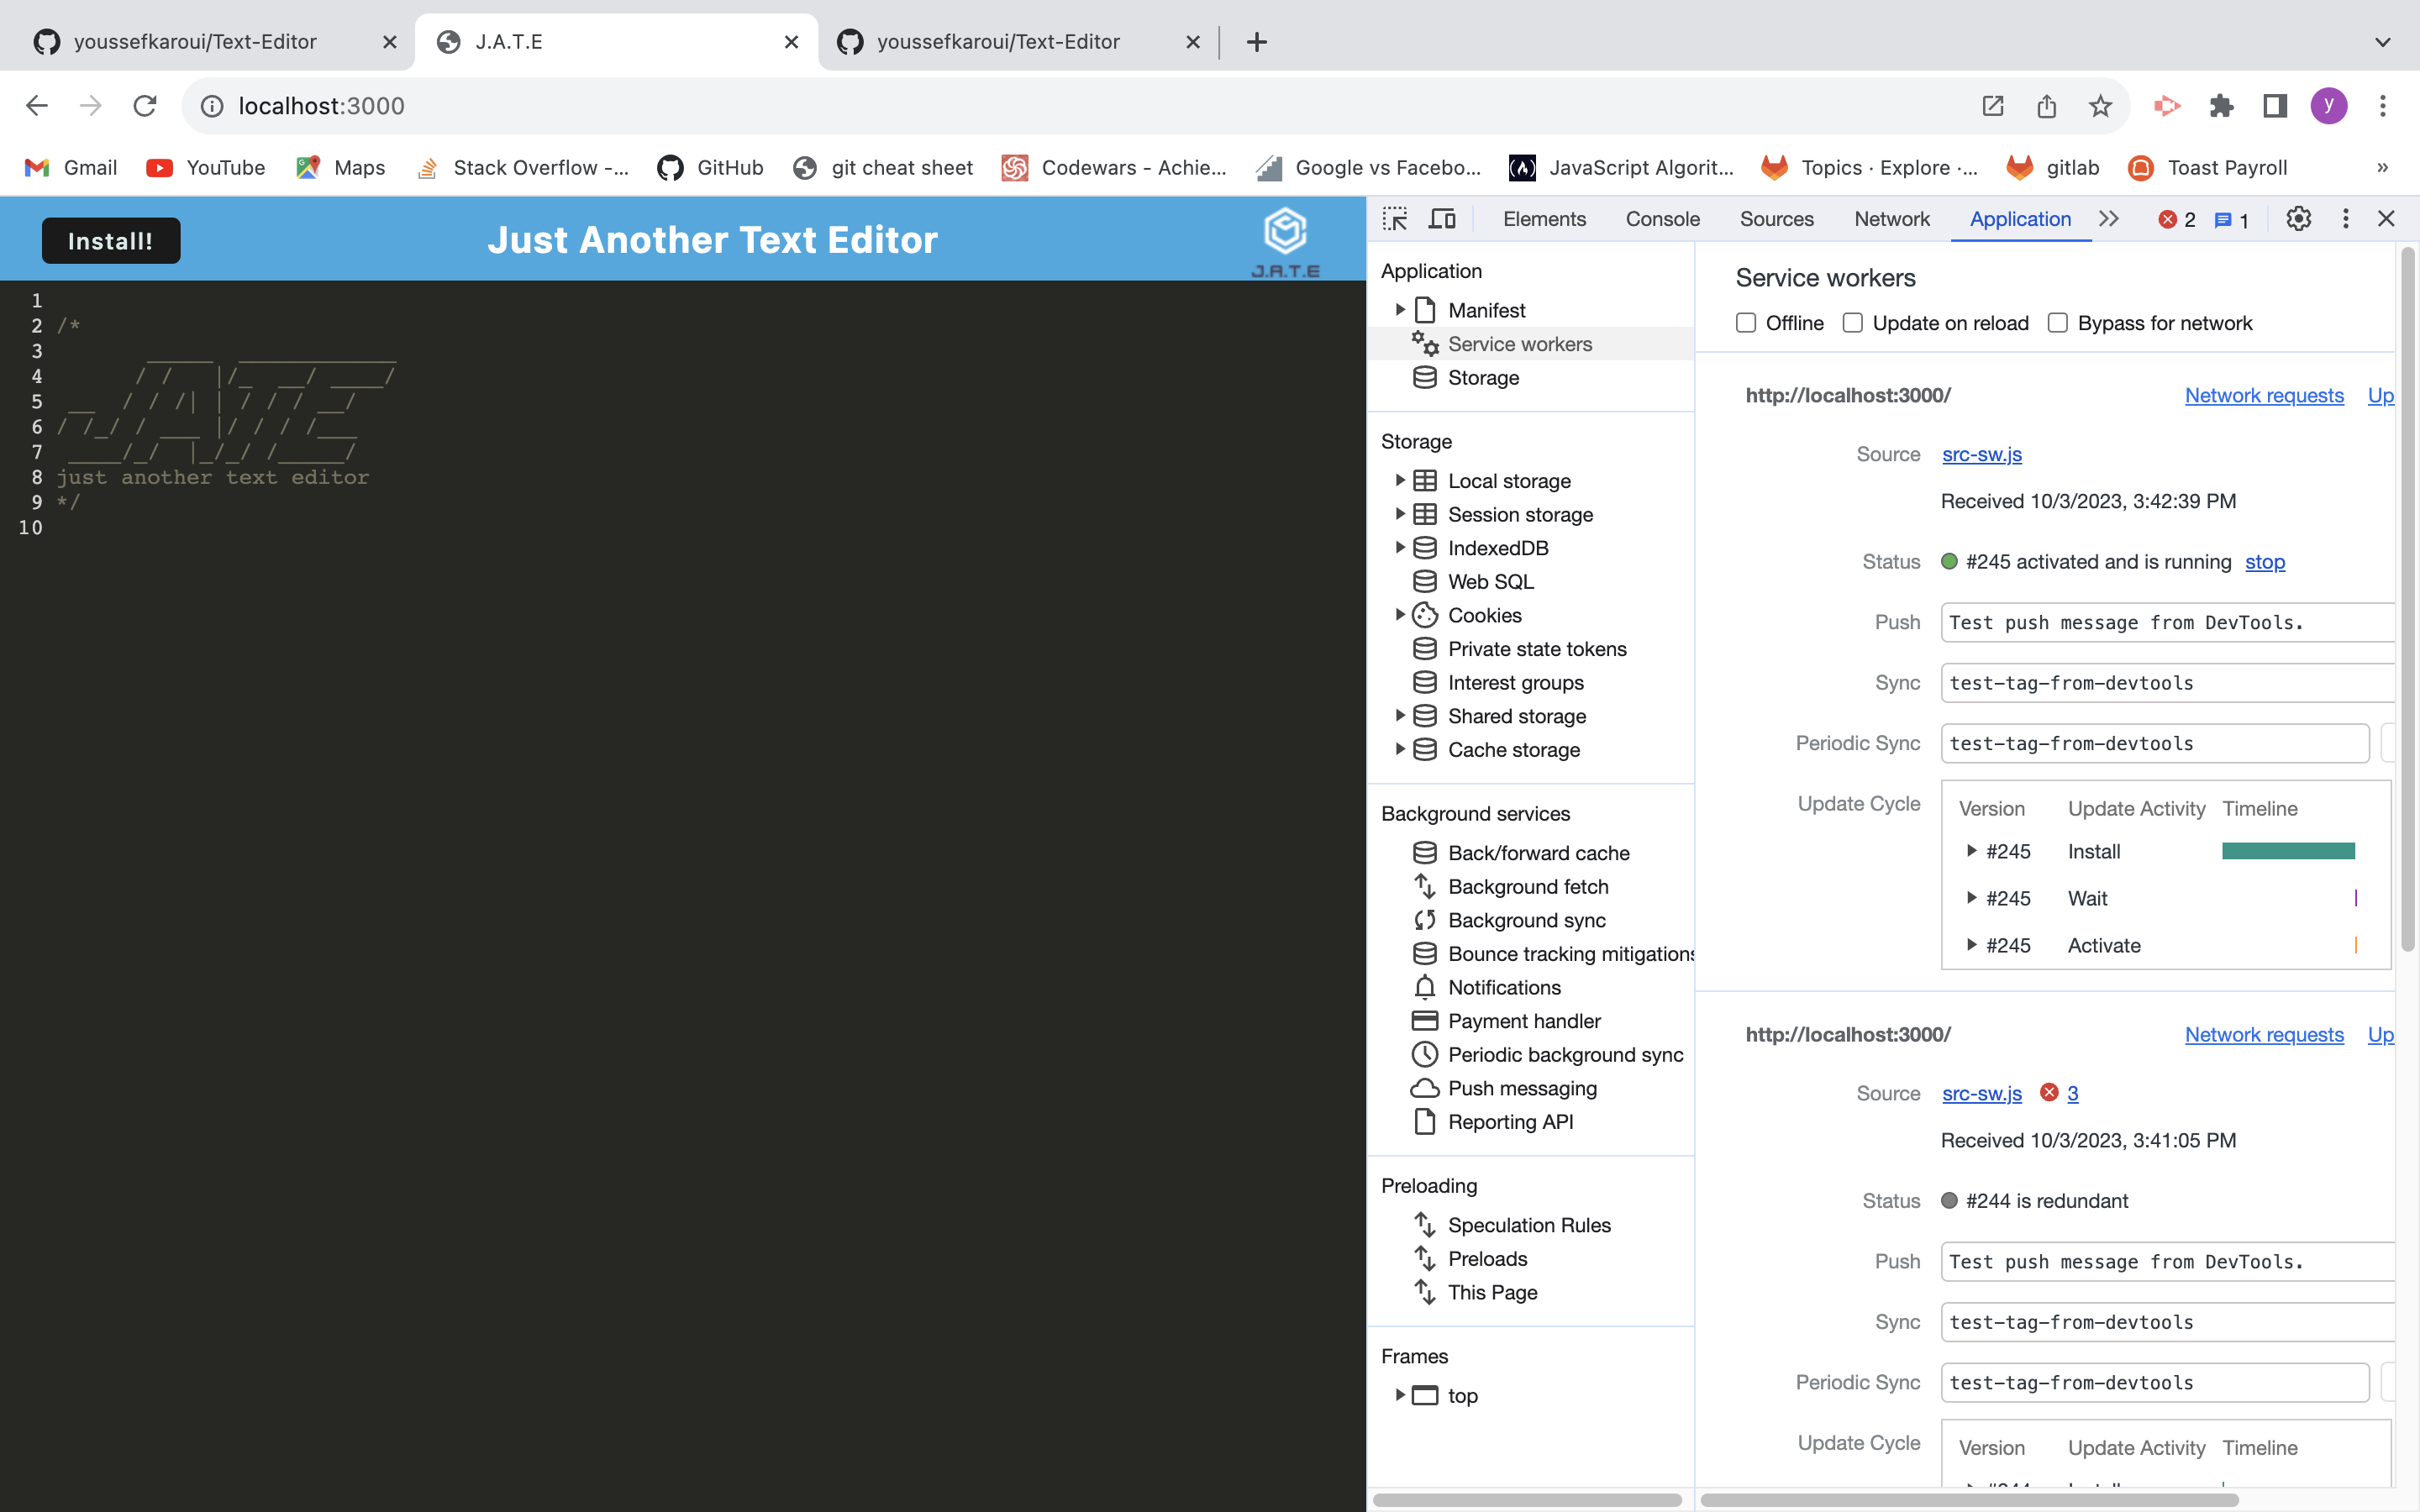 youssefkaroui/Text-Editor
J.A.T.E
youssefkaroui/Text-Editor
localhost:3000
y
Gmail
YouTube
Maps
Stack Overflow -...
GitHub
git cheat sheet
Codewars - Achie...
Google vs Facebo...
JavaScript Algorit...
Topics · Explore ·...
gitlab
Toast Payroll
»
Install!
Just Another Text Editor
J.A.T.E
1
2 /*
3
4
5
6
7
8 just another text editor
9 */
10
Elements
Console
Sources
Network
Application
2
1
Application
Manifest
Service workers
Storage
Storage
Local storage
Session storage
IndexedDB
Web SQL
Cookies
Private state tokens
Interest groups
Shared storage
Cache storage
Background services
Back/forward cache
Background fetch
Background sync
Bounce tracking mitigations
Notifications
Payment handler
Periodic background sync
Push messaging
Reporting API
Preloading
Speculation Rules
Preloads
This Page
Frames
top
Service workers
Offline Update on reload Bypass for network
http://localhost:3000/ Network requests Up
Source src-sw.js
Received 10/3/2023, 3:42:39 PM
Status #245 activated and is running stop
Push Test push message from DevTools.
Sync test-tag-from-devtools
Periodic Sync test-tag-from-devtools
Update Cycle Version Update Activity Timeline
#245 Install
#245 Wait
#245 Activate
http://localhost:3000/ Network requests Up
Source src-sw.js 3
Received 10/3/2023, 3:41:05 PM
Status #244 is redundant
Push Test push message from DevTools.
Sync test-tag-from-devtools
Periodic Sync test-tag-from-devtools
Update Cycle Version Update Activity Timeline